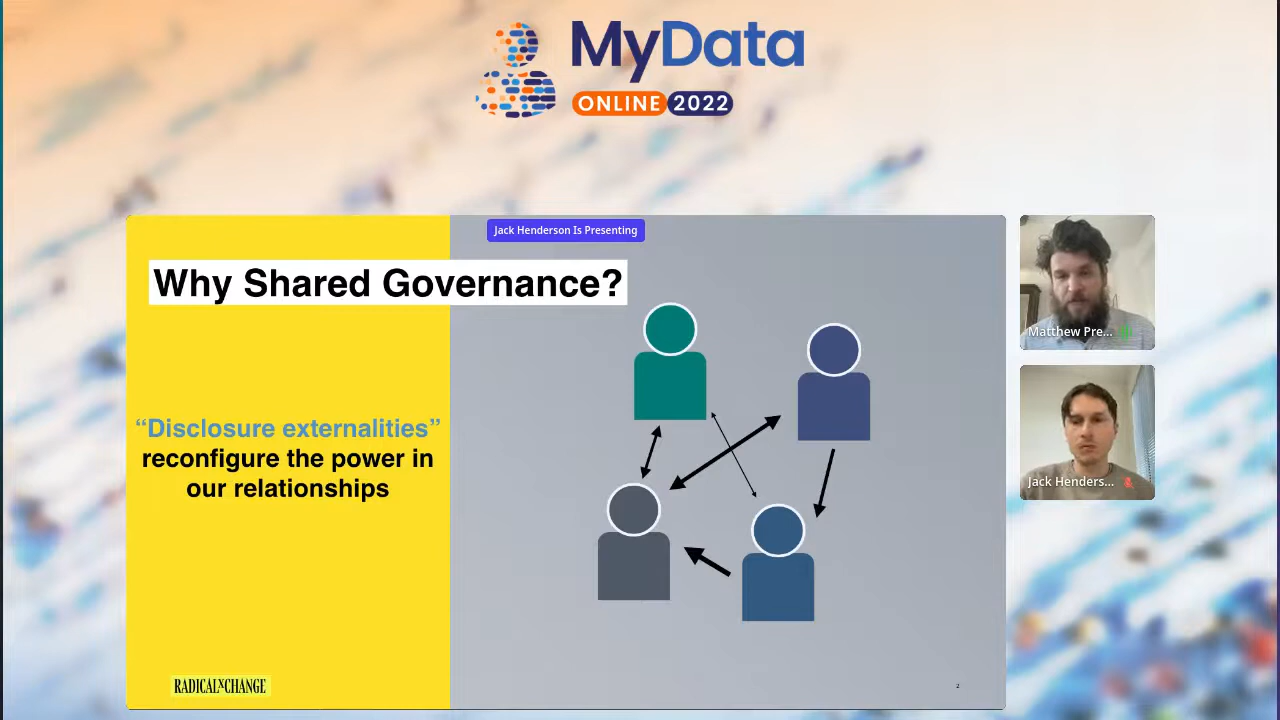 MyData
ONLINE 2022
Jack Henderson Is Presenting
Why Shared Governance?
“Disclosure externalities”
reconfigure the power in
our relationships
Matthew Pre...
Jack Henders...
RADICALXCHANGE
2